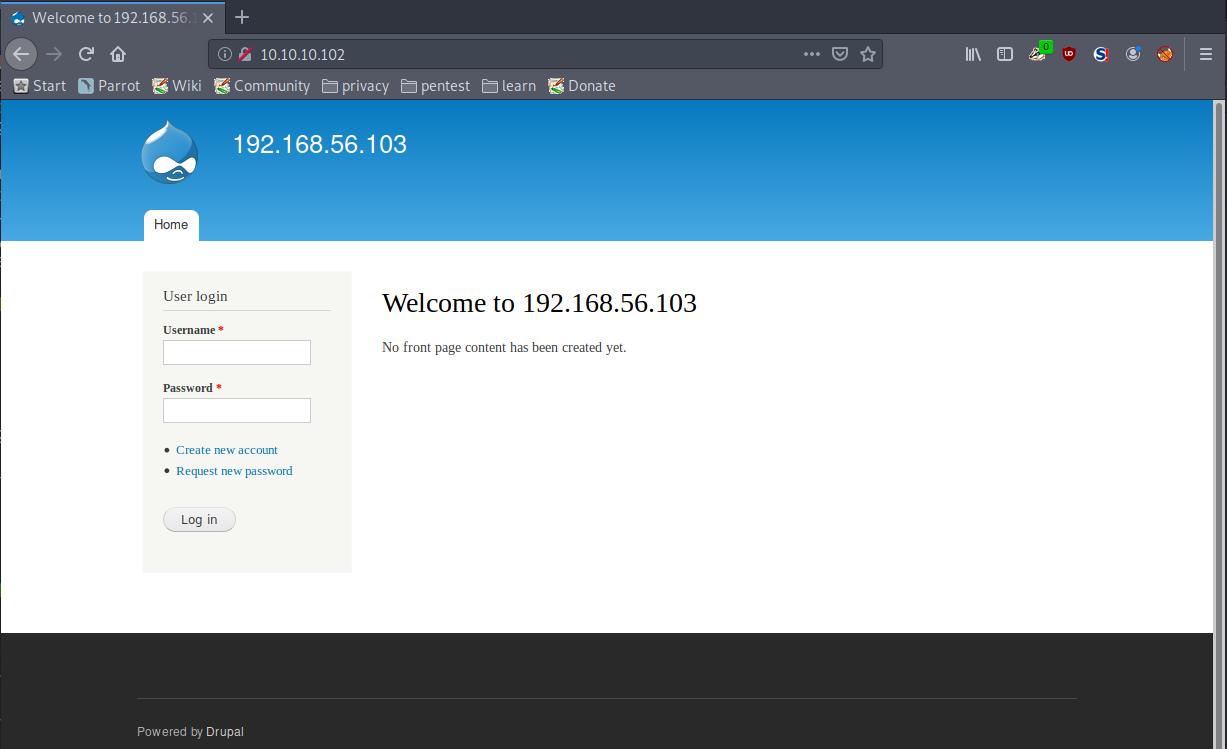 Welcome to 192.168.56.1
10.10.10.102
0
UD
S
Start Parrot Wiki Community privacy pentest learn Donate
192.168.56.103
Home
User login
Username *
Password *
Create new account
Request new password
Log in
Welcome to 192.168.56.103
No front page content has been created yet.
Powered by Drupal